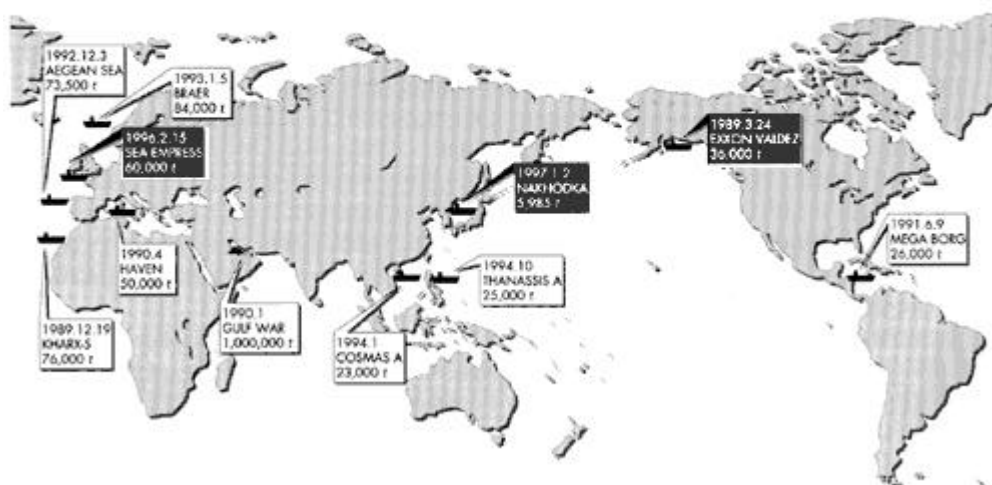 1992.12.3
AEGEAN SEA
73,500 t
1993.1.5
BRAER
84,000 t
1996.2.15
SEA EMPRESS
60,000 t
1989.3.24
EXXON VALDEZ
36,000 t
1997.1.2
NAKHODKA
5,985 t
1991.6.9
MEGA BORG
26,000 t
1990.4
HAVEN
50,000 t
1994.10
THANASSIS A
25,000 t
1990.1
GULF WAR
1,000,000 t
1989.12.19
KHARX-5
76,000 t
1994.1
COSMAS A
23,000 t